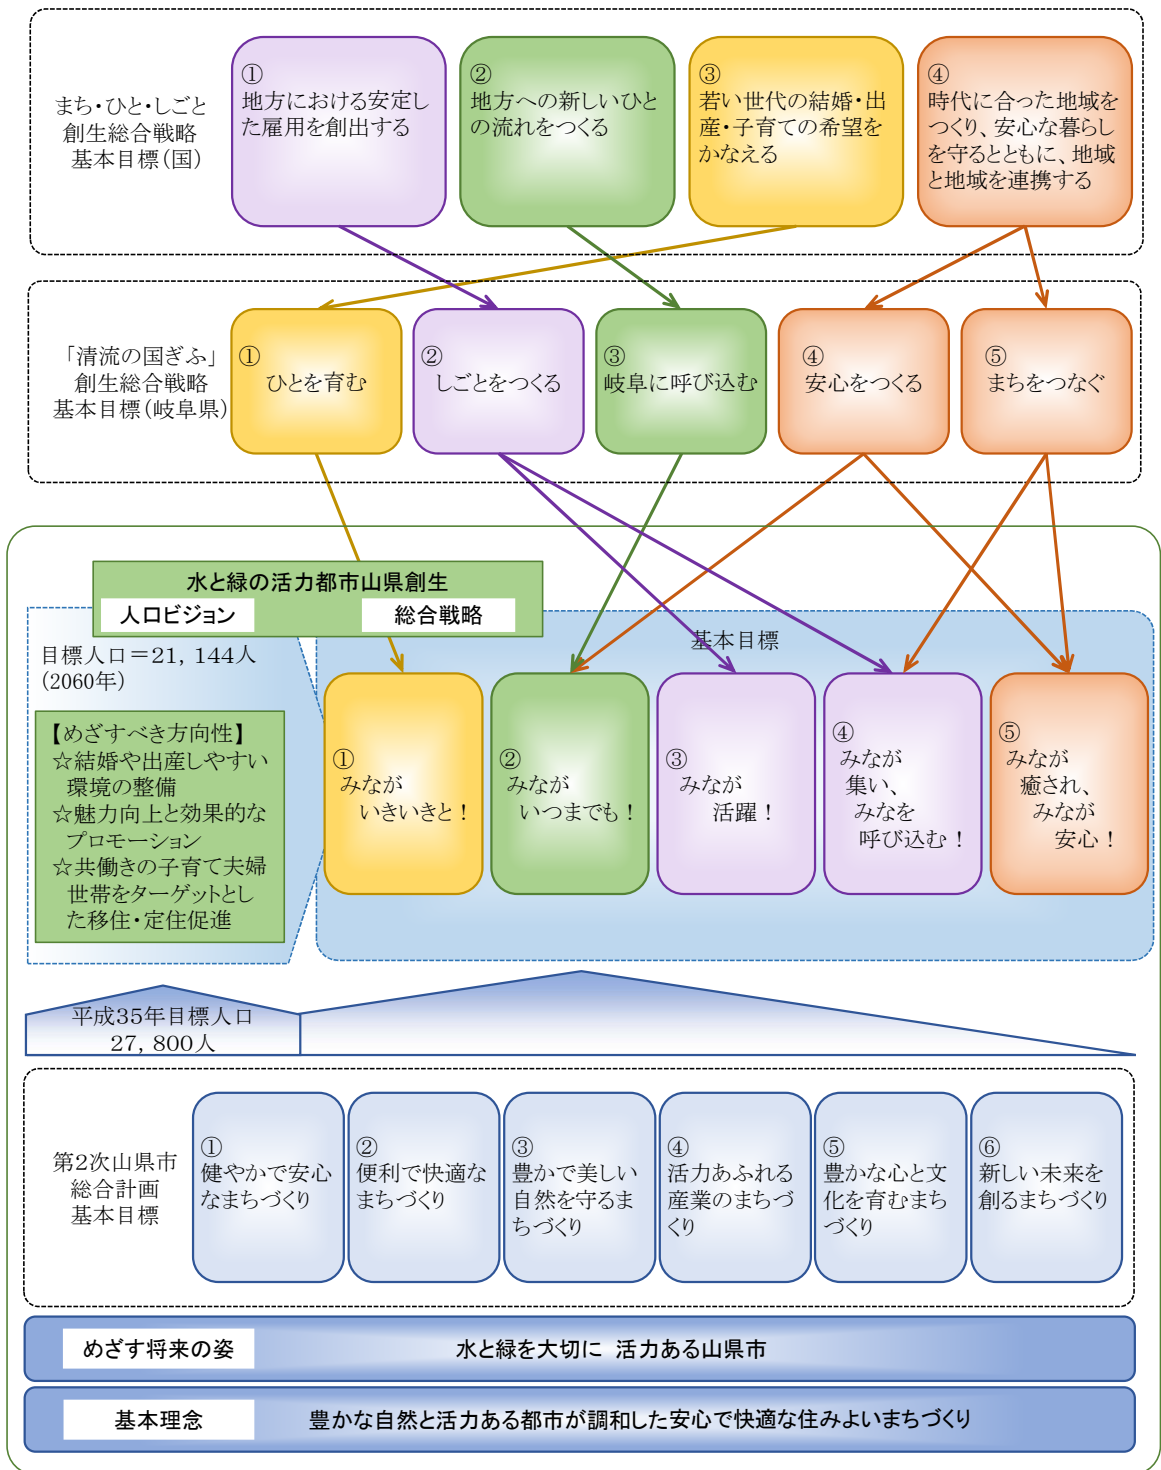 まち・ひと・しごと
創生総合戦略
基本目標(国)
①
地方における安定し
た雇用を創出する
②
地方への新しいひと
の流れをつくる
③
若い世代の結婚・出
産・子育ての希望を
かなえる
④
時代に合った地域を
つくり、安心な暮らし
を守るとともに、地域
と地域を連携する
「清流の国ぎふ」
創生総合戦略
基本目標(岐阜県)
①
ひとを育む
②
しごとをつくる
③
岐阜に呼び込む
④
安心をつくる
⑤
まちをつなぐ
水と緑の活力都市山県創生
人口ビジョン
総合戦略
目標人口=21,144人
(2060年)
【めざすべき方向性】
☆結婚や出産しやすい
環境の整備
☆魅力向上と効果的な
プロモーション
☆共働きの子育て夫婦
世帯をターゲットとし
た移住・定住促進
基本目標
①
みなが
いきいきと!
②
みなが
いつまでも!
③
みなが
活躍!
④
みなが
集い、
みなを
呼び込む!
⑤
みなが
癒され、
みなが
安心!
平成35年目標人口
27,800人
第2次山県市
総合計画
基本目標
①
健やかで安心
なまちづくり
②
便利で快適な
まちづくり
③
豊かで美しい
自然を守るま
ちづくり
④
活力あふれる
産業のまちづ
くり
⑤
豊かな心と文
化を育むまち
づくり
⑥
新しい未来を
創るまちづくり
めざす将来の姿
水と緑を大切に 活力ある山県市
基本理念
豊かな自然と活力ある都市が調和した安心で快適な住みよいまちづくり